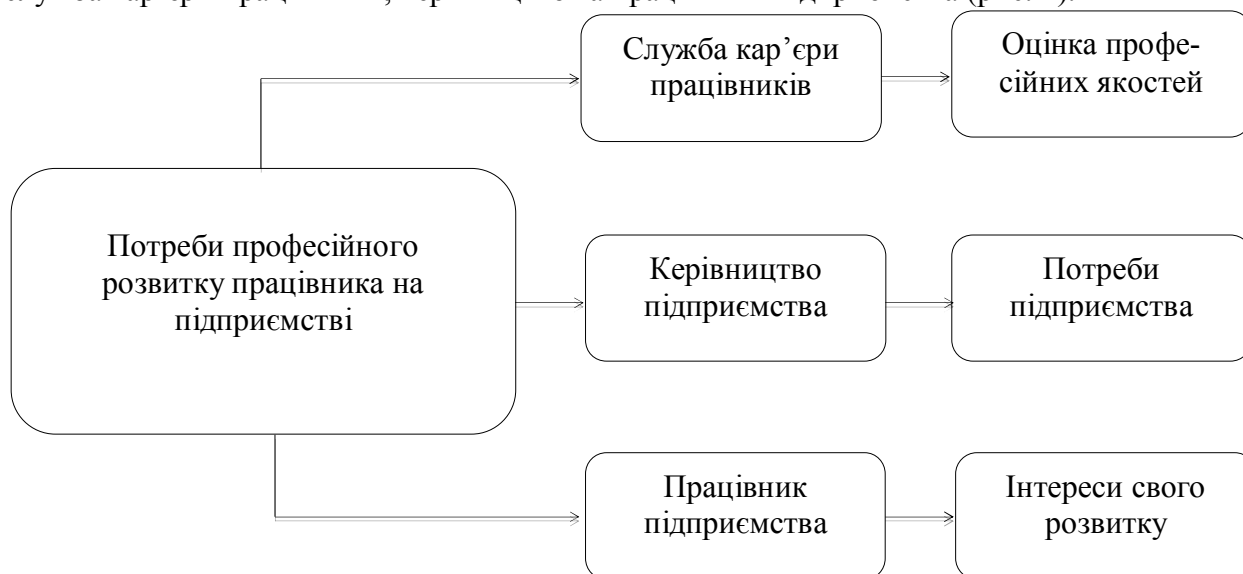 Служба кар’єри
працівників
Оцінка профе-
сійних якостей
Потреби професійного
розвитку працівника на
підприємстві
Керівництво
підприємства
Потреби
підприємства
Працівник
підприємства
Інтереси свого
розвитку